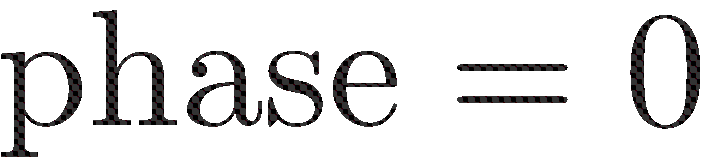 phase = 0